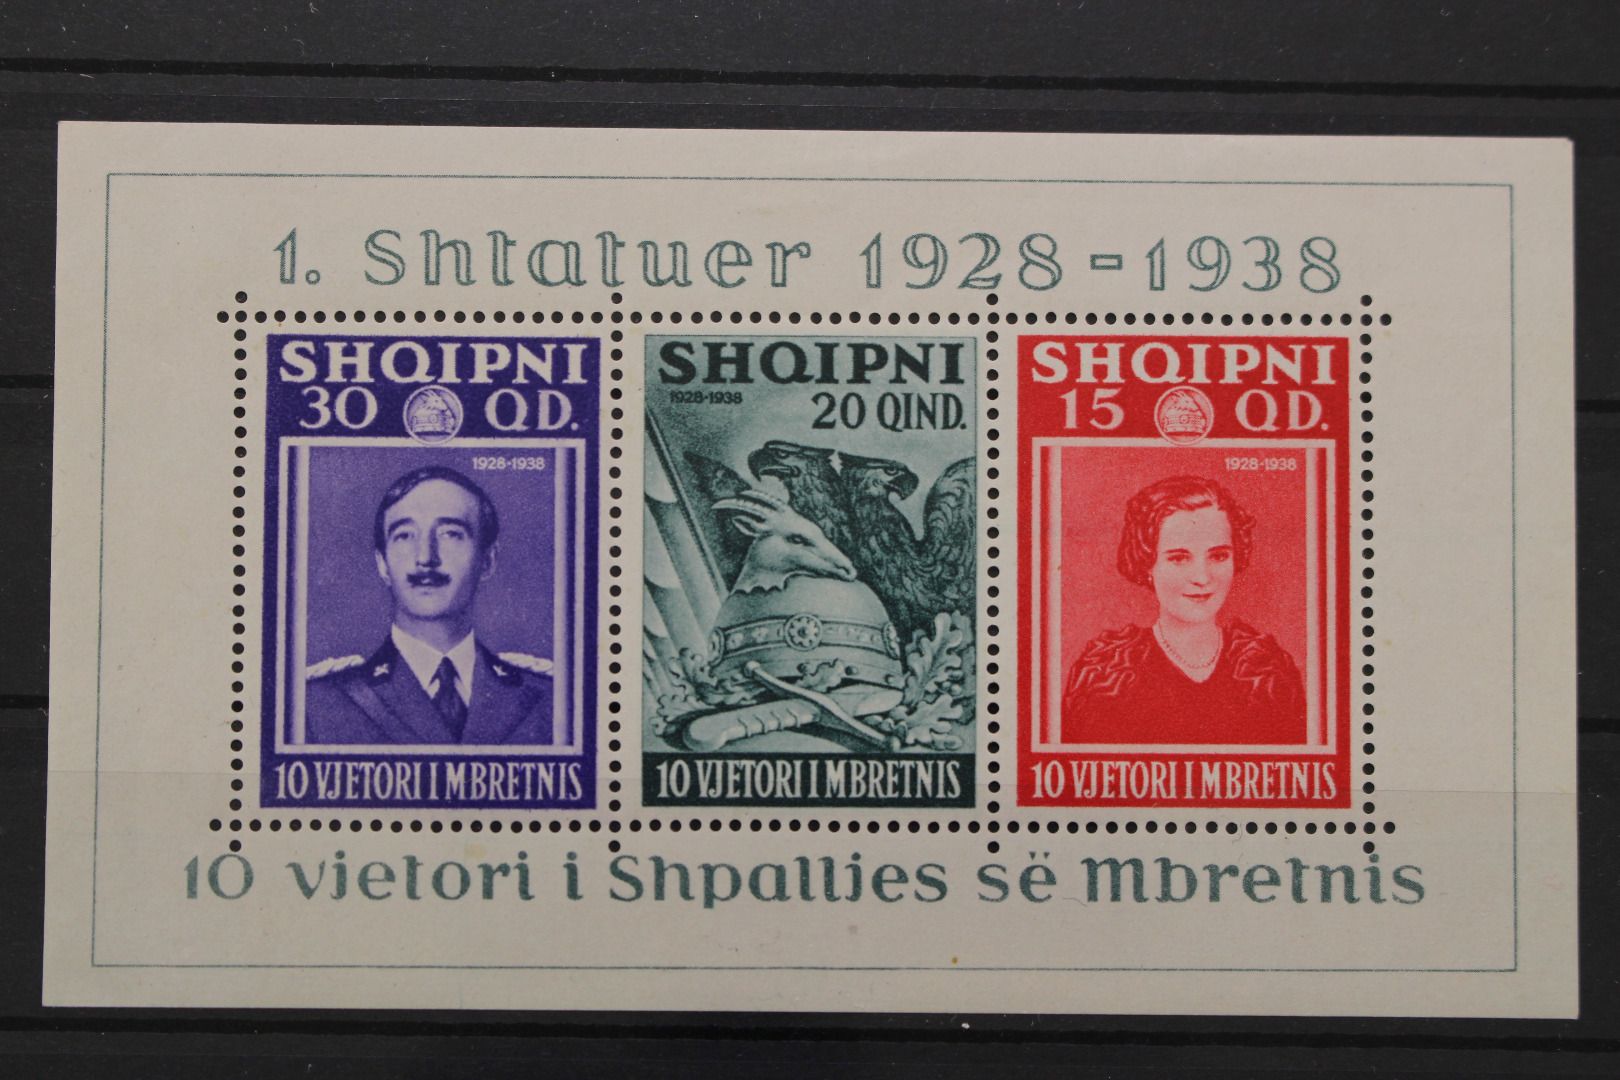 1. Shtatuer 1928-1938
SHQIPNI
30 QD.
1928-1938
10 VJETORI I MBRETNIS
SHQIPNI
1928-1938
20 QIND.
10 VJETORI I MBRETNIS
SHQIPNI
15 QD.
1928-1938
10 VJETORI I MBRETNIS
10 vjetori i Shpalljes së Mbretnis